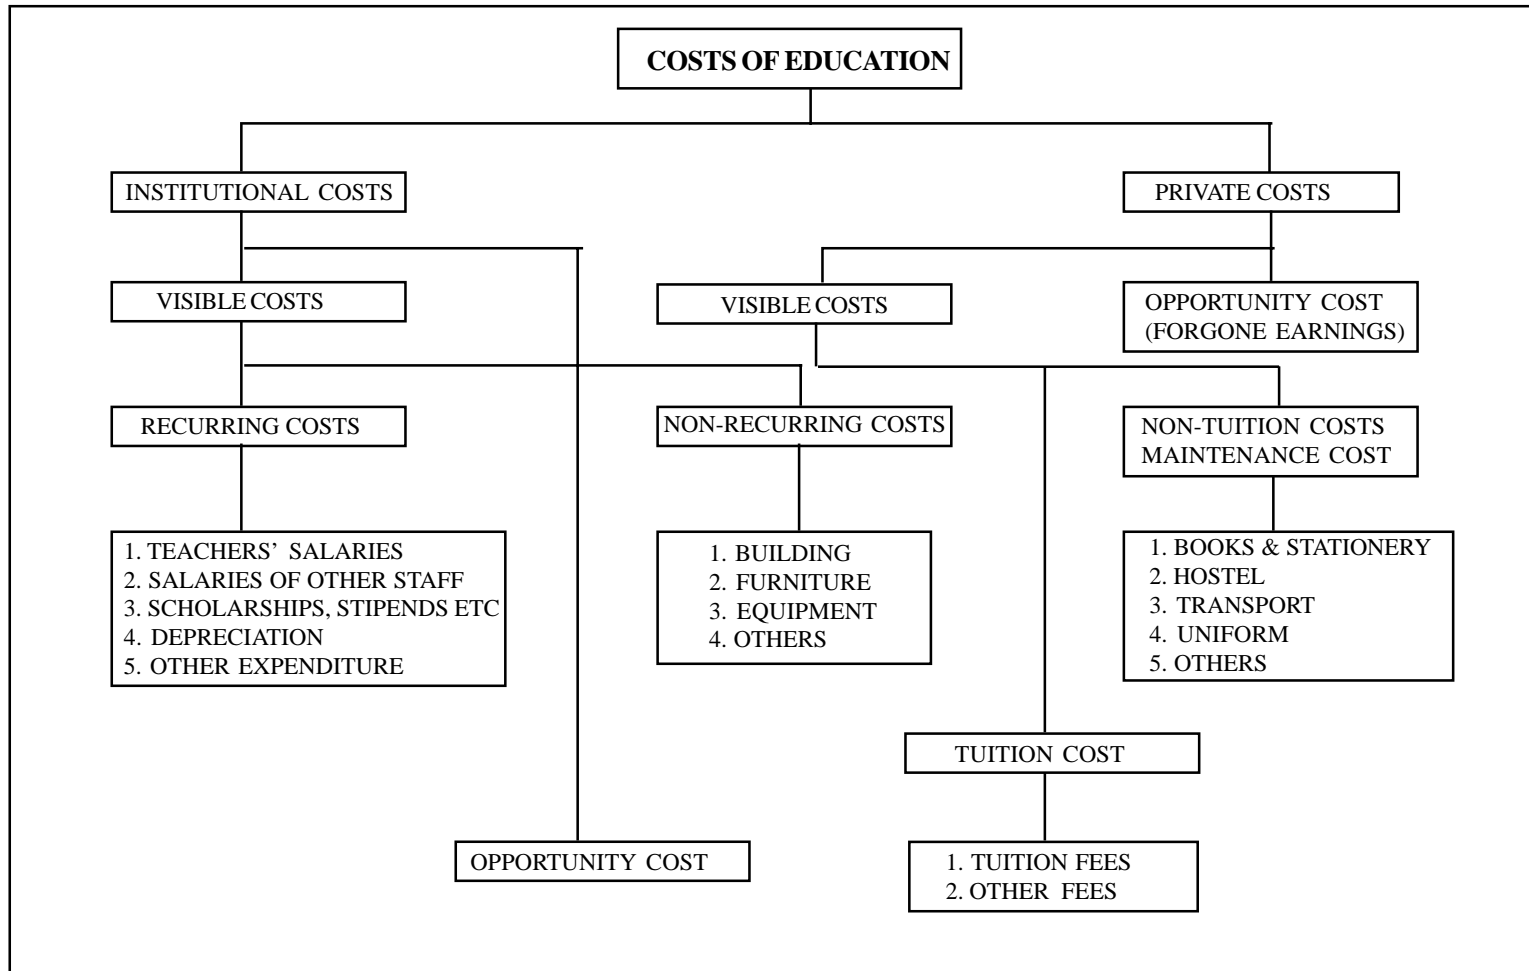 COSTS OF EDUCATION
INSTITUTIONAL COSTS
PRIVATE COSTS
VISIBLE COSTS
VISIBLE COSTS
OPPORTUNITY COST
(FORGONE EARNINGS)
RECURRING COSTS
NON-RECURRING COSTS
NON-TUITION COSTS
MAINTENANCE COST
1. TEACHERS’ SALARIES
2. SALARIES OF OTHER STAFF
3. SCHOLARSHIPS, STIPENDS ETC
4. DEPRECIATION
5. OTHER EXPENDITURE
1. BUILDING
2. FURNITURE
3. EQUIPMENT
4. OTHERS
1. BOOKS & STATIONERY
2. HOSTEL
3. TRANSPORT
4. UNIFORM
5. OTHERS
TUITION COST
OPPORTUNITY COST
1. TUITION FEES
2. OTHER FEES